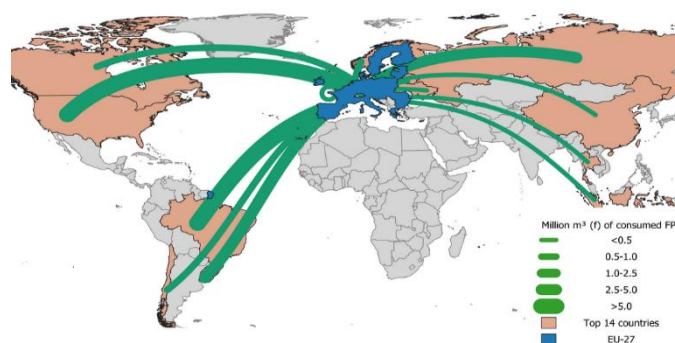 Million m³ (f) of consumed FP
<0.5
0.5-1.0
1.0-2.5
2.5-5.0
>5.0
Top 14 countries
EU-27